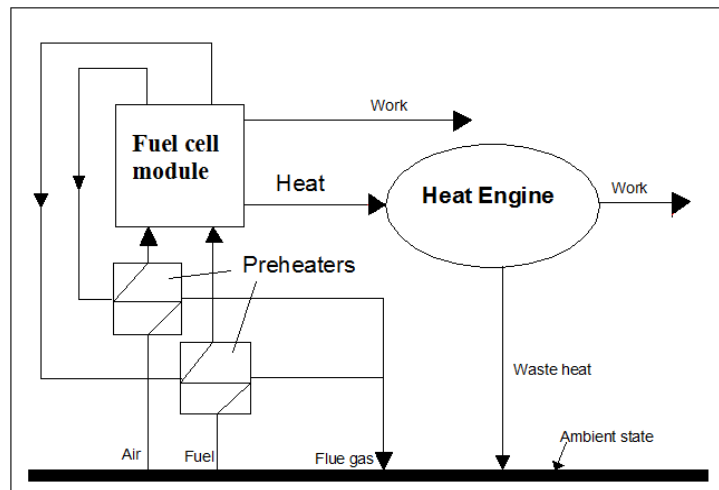 Work
Fuel cell
module
Heat
Heat Engine
Work
Preheaters
Waste heat
Ambient state
Air
Fuel
Flue gas